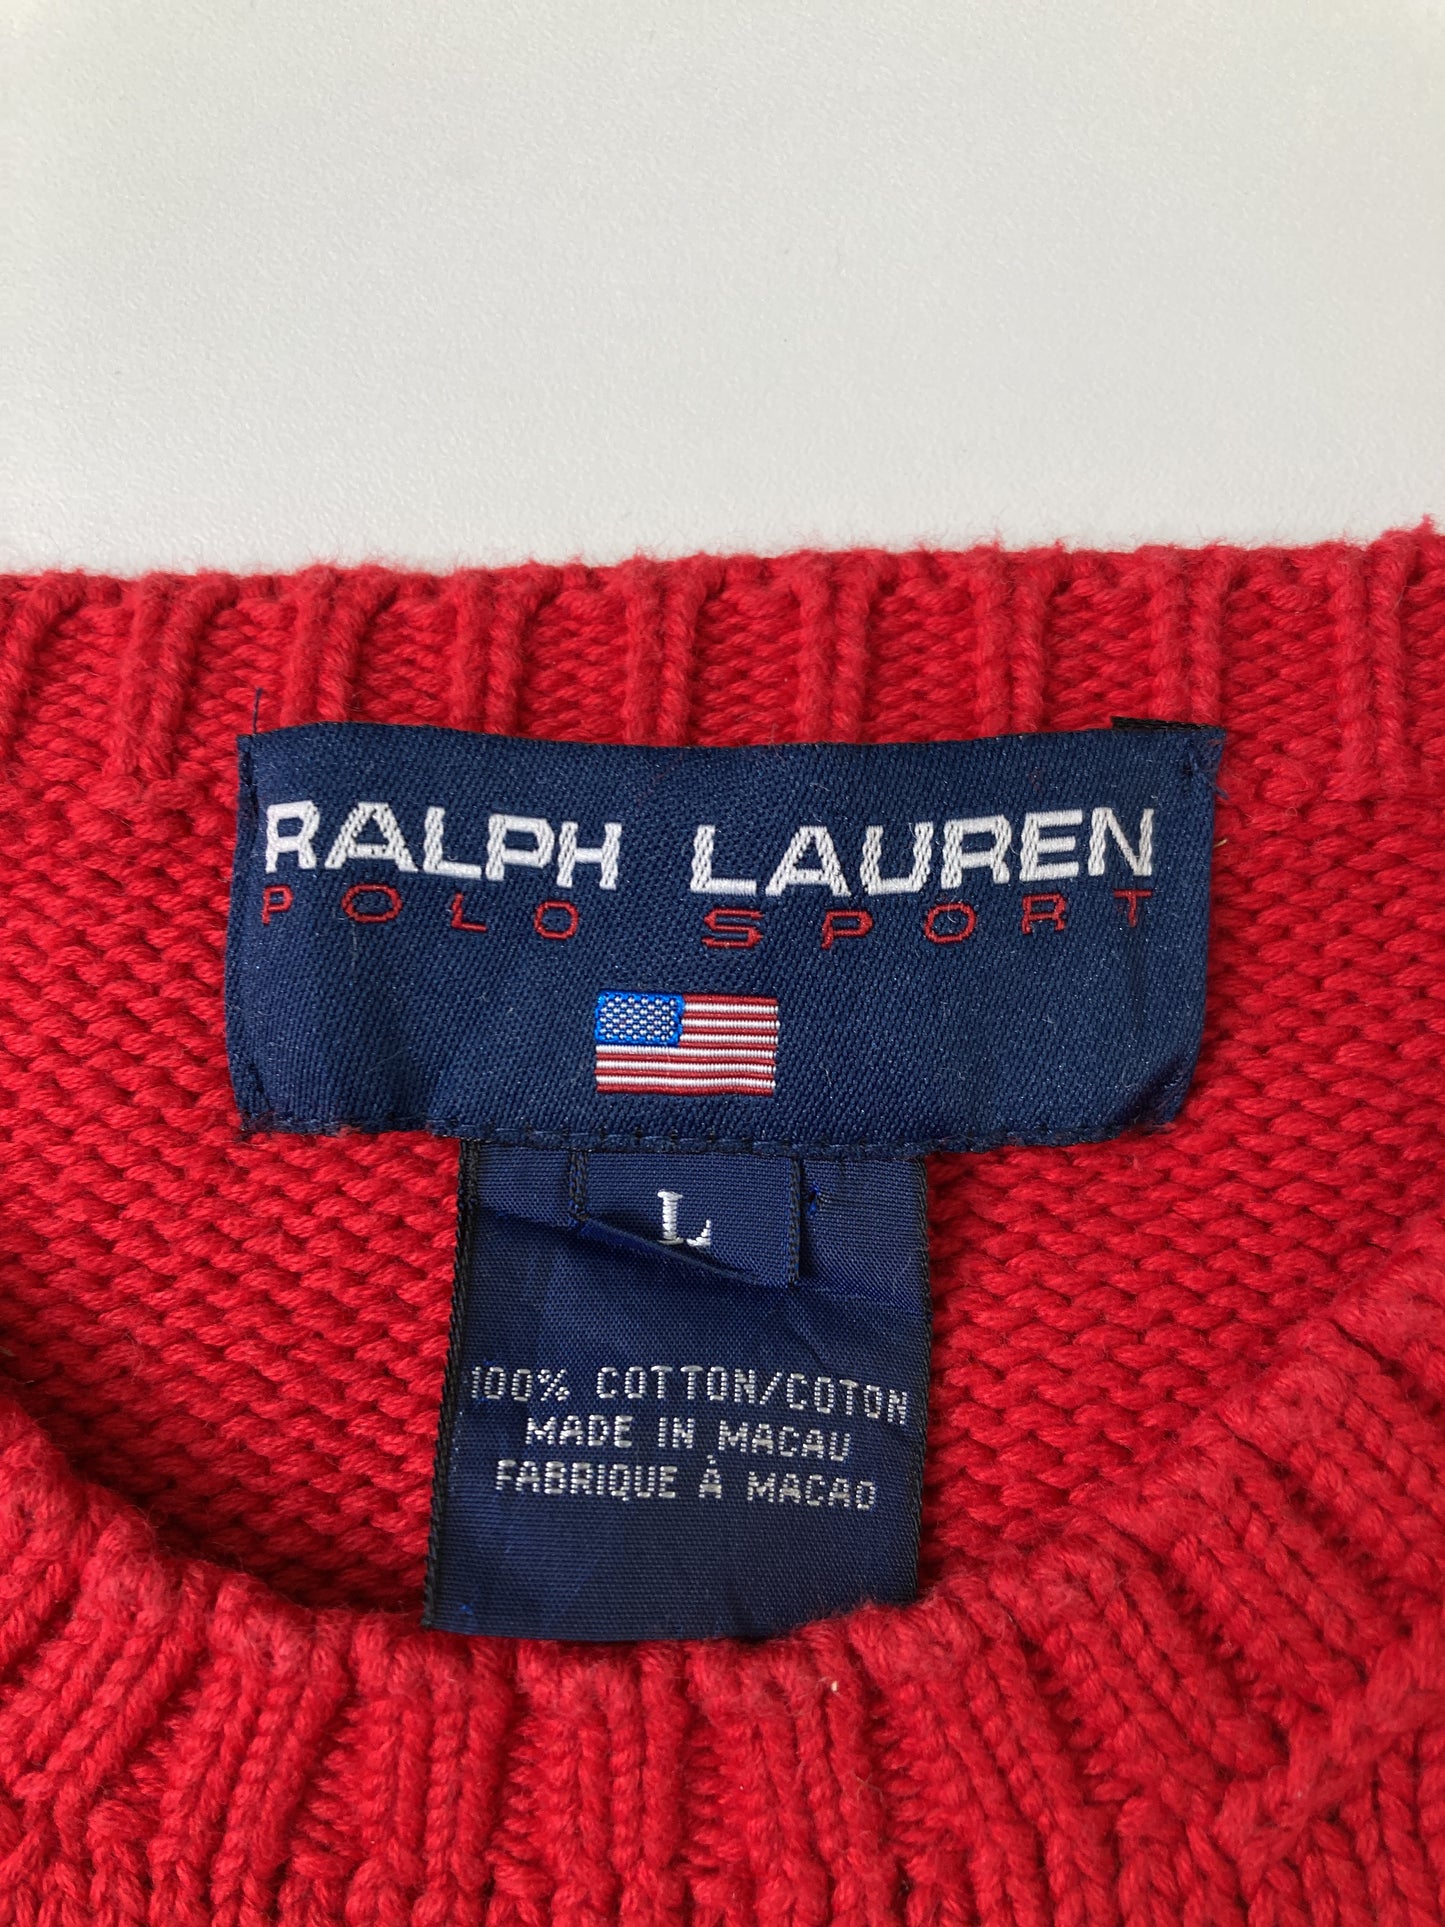 RALPH LAUREN
POLO SPORT
L
100% COTTON/COTON
MADE IN MACAU
FABRIQUE À MACAO